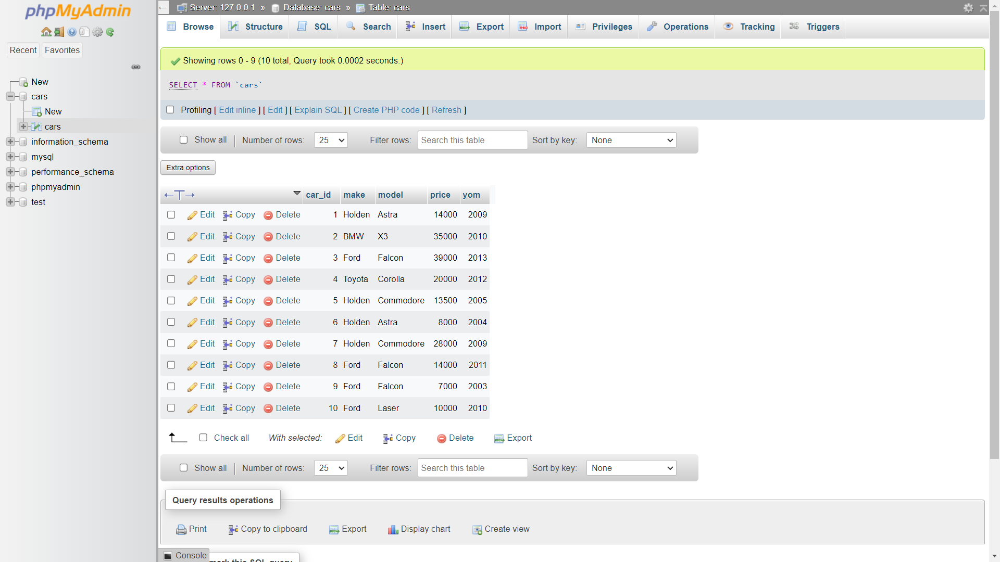 phpMyAdmin
Recent Favorites
New
cars
New
cars
information_schema
mysql
performance_schema
phpmyadmin
test
Server: 127.0.0.1 » Database: cars » Table: cars
Browse Structure SQL Search Insert Export Import Privileges Operations Tracking Triggers
Showing rows 0 - 9 (10 total, Query took 0.0002 seconds.)
SELECT * FROM `cars`
Profiling [ Edit inline ] [ Edit ] [ Explain SQL ] [ Create PHP code ] [ Refresh ]
Show all | Number of rows: 25 Filter rows: Search this table Sort by key: None
Extra options
←T→ car_id make model price yom
Edit Copy Delete 1 Holden Astra 14000 2009
Edit Copy Delete 2 BMW X3 35000 2010
Edit Copy Delete 3 Ford Falcon 39000 2013
Edit Copy Delete 4 Toyota Corolla 20000 2012
Edit Copy Delete 5 Holden Commodore 13500 2005
Edit Copy Delete 6 Holden Astra 8000 2004
Edit Copy Delete 7 Holden Commodore 28000 2009
Edit Copy Delete 8 Ford Falcon 14000 2011
Edit Copy Delete 9 Ford Falcon 7000 2003
Edit Copy Delete 10 Ford Laser 10000 2010
Check all With selected: Edit Copy Delete Export
Show all | Number of rows: 25 Filter rows: Search this table Sort by key: None
Query results operations
Print Copy to clipboard Export Display chart Create view
Console
this SQL query